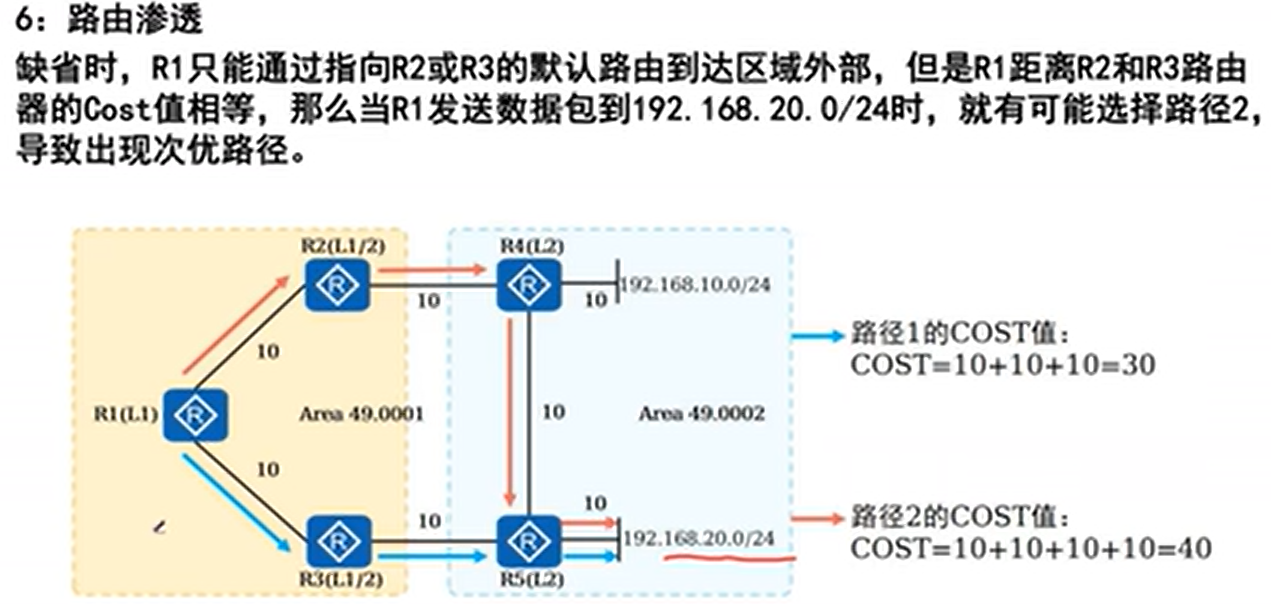 6：路由渗透
缺省时，R1只能通过指向R2或R3的默认路由到达区域外部，但是R1距离R2和R3路由
器的Cost值相等，那么当R1发送数据包到192.168.20.0/24时，就有可能选择路径2，
导致出现次优路径。
R2(L1/2)
R4(L2)
R
R
192.168.10.0/24
10
10
10
路径1的COST值：
COST=10+10+10=30
R1(L1)
R
Area 49.0001
10
Area 49.0002
10
10
10
路径2的COST值：
COST=10+10+10+10=40
R
R
192.168.20.0/24
R3(L1/2)
R5(L2)